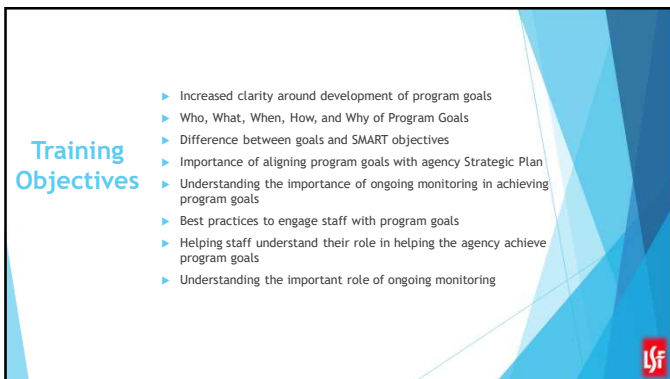 Training
Objectives
Increased clarity around development of program goals
Who, What, When, How, and Why of Program Goals
Difference between goals and SMART objectives
Importance of aligning program goals with agency Strategic Plan
Understanding the importance of ongoing monitoring in achieving
program goals
Best practices to engage staff with program goals
Helping staff understand their role in helping the agency achieve
program goals
Understanding the important role of ongoing monitoring
LSF